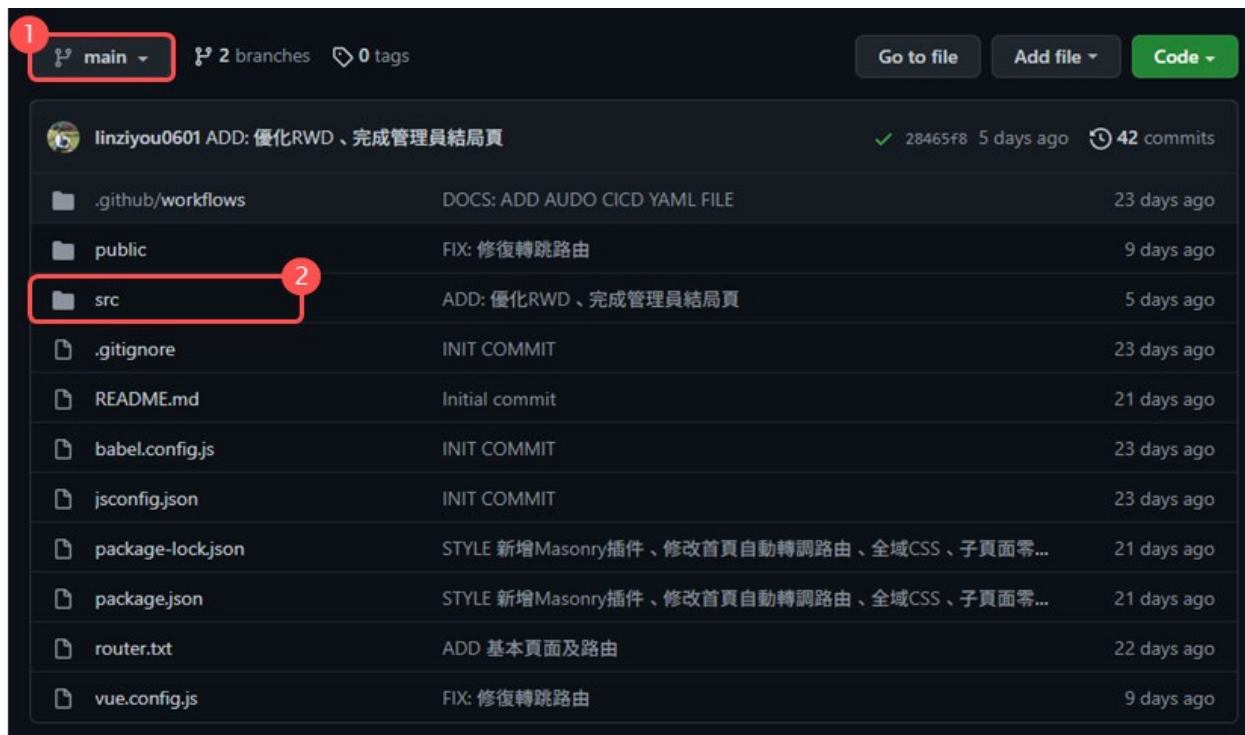 1
main
2 branches
0 tags
Go to file
Add file
Code
linziyou0601 ADD: 優化RWD、完成管理員結局頁
28465f8 5 days ago 42 commits
.github/workflows DOCS: ADD AUDO CICD YAML FILE 23 days ago
public FIX: 修復轉跳路由 9 days ago
2
src ADD: 優化RWD、完成管理員結局頁 5 days ago
.gitignore INIT COMMIT 23 days ago
README.md Initial commit 21 days ago
babel.config.js INIT COMMIT 23 days ago
jsconfig.json INIT COMMIT 23 days ago
package-lock.json STYLE 新增Masonry插件、修改首頁自動轉調路由、全域CSS、子頁面零... 21 days ago
package.json STYLE 新增Masonry插件、修改首頁自動轉調路由、全域CSS、子頁面零... 21 days ago
router.txt ADD 基本頁面及路由 22 days ago
vue.config.js FIX: 修復轉跳路由 9 days ago